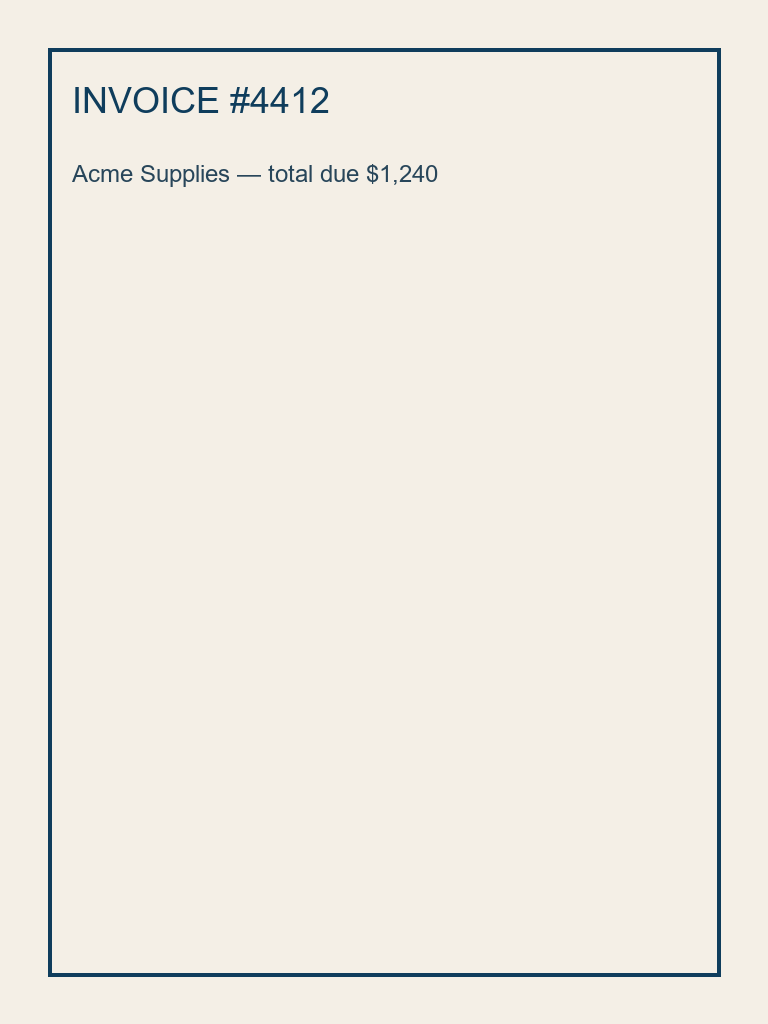 INVOICE #4412
Acme Supplies — total due $1,240